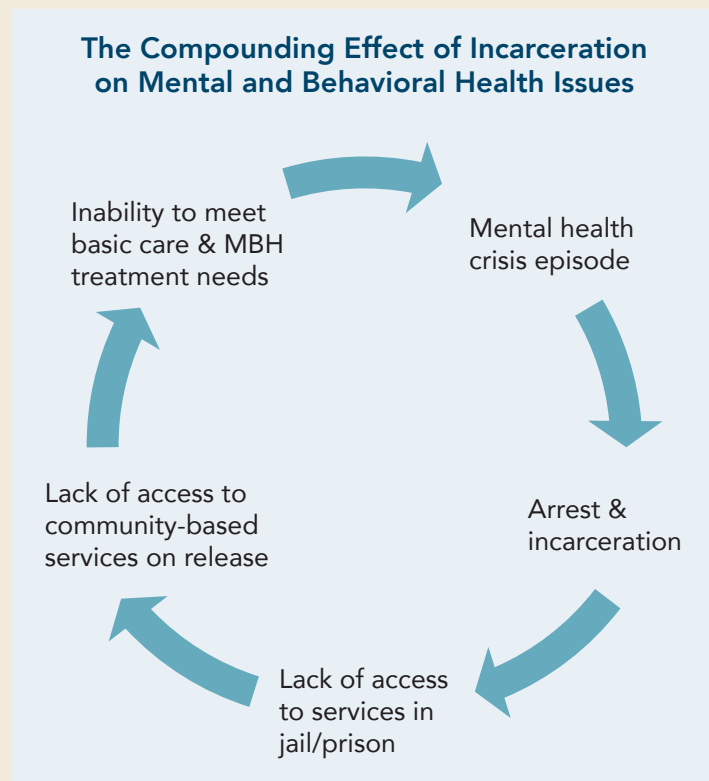 The Compounding Effect of Incarceration
on Mental and Behavioral Health Issues
Mental health
crisis episode
Arrest &
incarceration
Lack of access
to services in
jail/prison
Lack of access to
community-based
services on release
Inability to meet
basic care & MBH
treatment needs